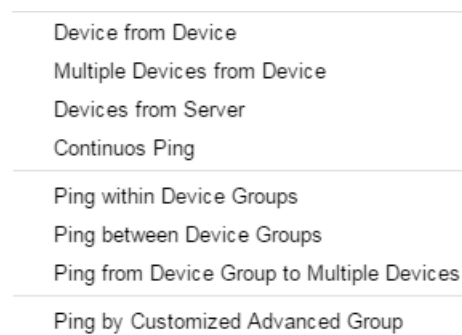 Device from Device
Multiple Devices from Device
Devices from Server
Continuos Ping
Ping within Device Groups
Ping between Device Groups
Ping from Device Group to Multiple Devices
Ping by Customized Advanced Group